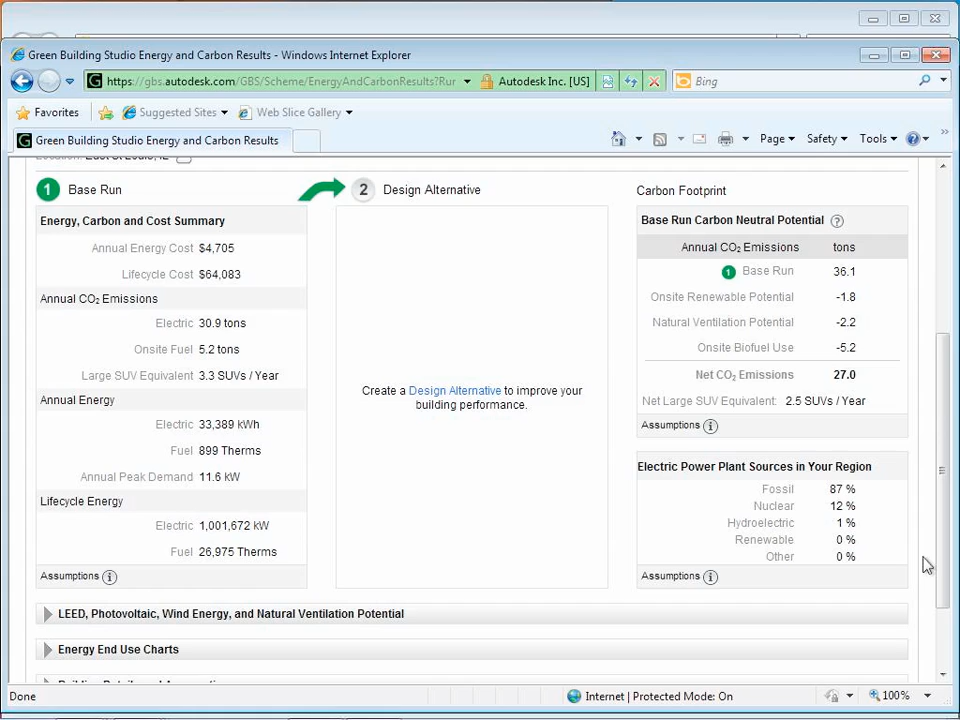 Green Building Studio Energy and Carbon Results - Windows Internet Explorer
https://gbs.autodesk.com/GBS/Scheme/EnergyAndCarbonResults?Rur
Autodesk Inc. [US]
Bing
Favorites
Suggested Sites
Web Slice Gallery
Green Building Studio Energy and Carbon Results
Page
Safety
Tools
1 Base Run
2 Design Alternative
Carbon Footprint
Energy, Carbon and Cost Summary
Annual Energy Cost $4,705
Lifecycle Cost $64,083
Annual CO2 Emissions
Electric 30.9 tons
Onsite Fuel 5.2 tons
Large SUV Equivalent 3.3 SUVs / Year
Annual Energy
Electric 33,389 kWh
Fuel 899 Therms
Annual Peak Demand 11.6 kW
Lifecycle Energy
Electric 1,001,672 kW
Fuel 26,975 Therms
Assumptions
Create a Design Alternative to improve your
building performance.
Base Run Carbon Neutral Potential ?
Annual CO2 Emissions tons
1 Base Run 36.1
Onsite Renewable Potential -1.8
Natural Ventilation Potential -2.2
Onsite Biofuel Use -5.2
Net CO2 Emissions 27.0
Net Large SUV Equivalent: 2.5 SUVs / Year
Assumptions
Electric Power Plant Sources in Your Region
Fossil 87 %
Nuclear 12 %
Hydroelectric 1 %
Renewable 0 %
Other 0 %
Assumptions
LEED, Photovoltaic, Wind Energy, and Natural Ventilation Potential
Energy End Use Charts
Done
Internet | Protected Mode: On
100%